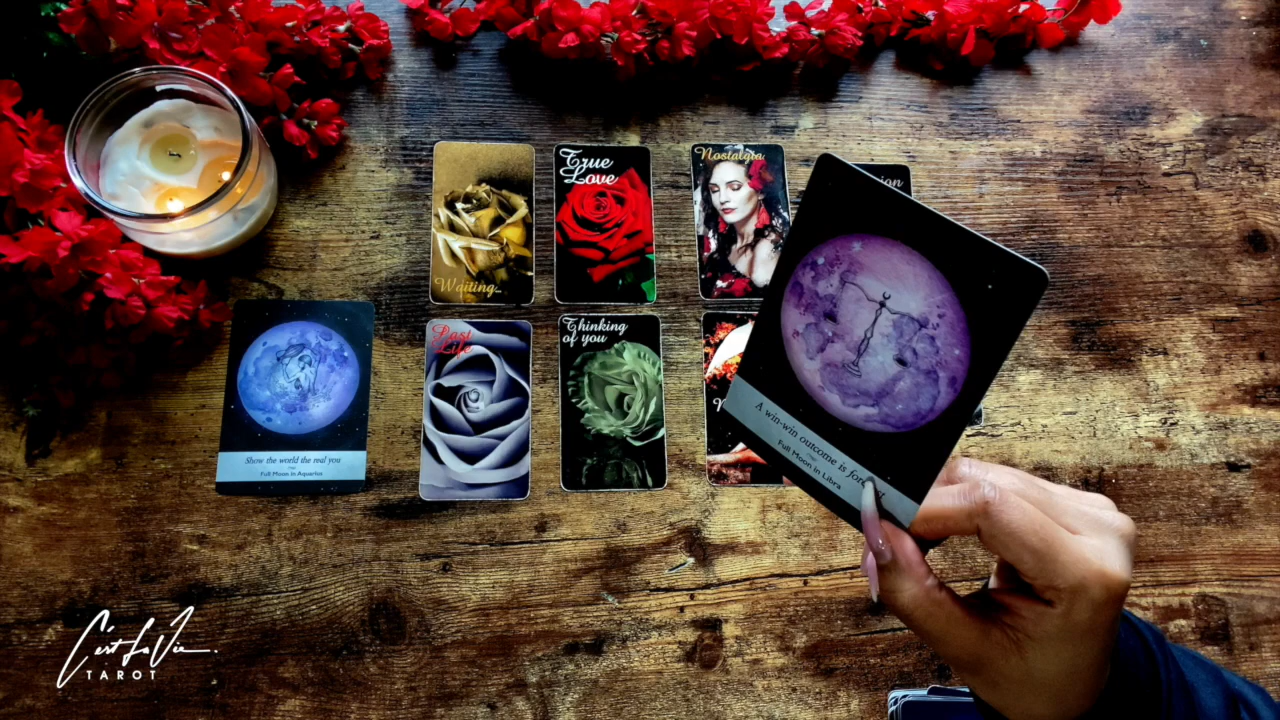 True
Love
Nostalgia
Waiting...
Past
Life
Thinking
of you
Show the world the real you
Full Moon in Aquarius
A win-win outcome is
Full Moon in Libra
C'est La Vie
TAROT